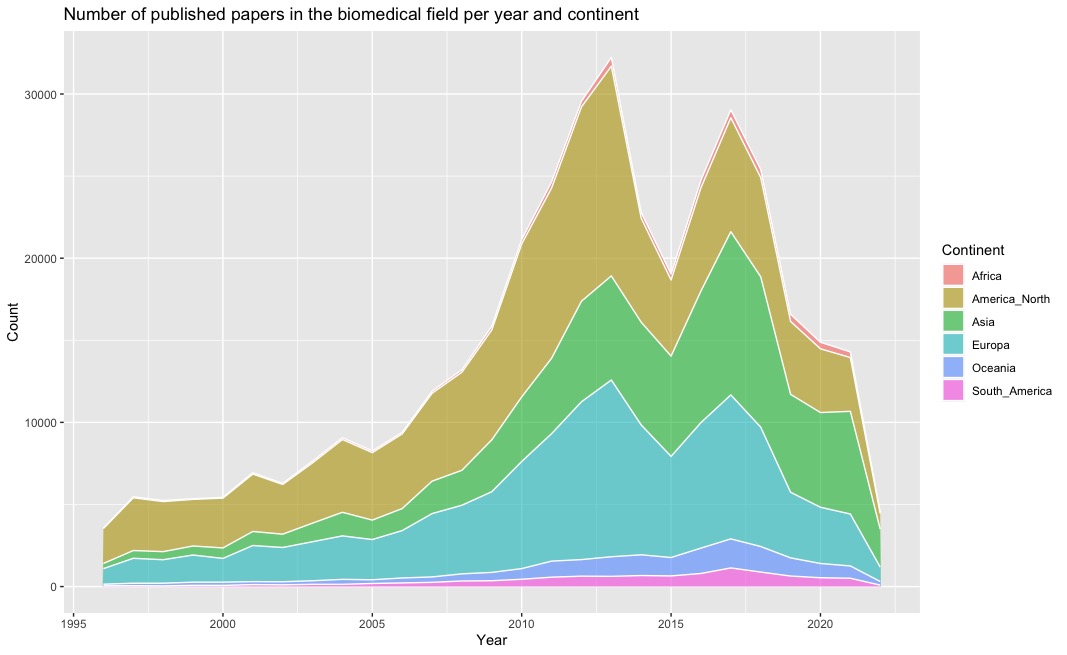 Number of published papers in the biomedical field per year and continent
30000
20000
10000
0
Count
1995
2000
2005
2010
2015
2020
Year
Continent
Africa
America_North
Asia
Europa
Oceania
South_America